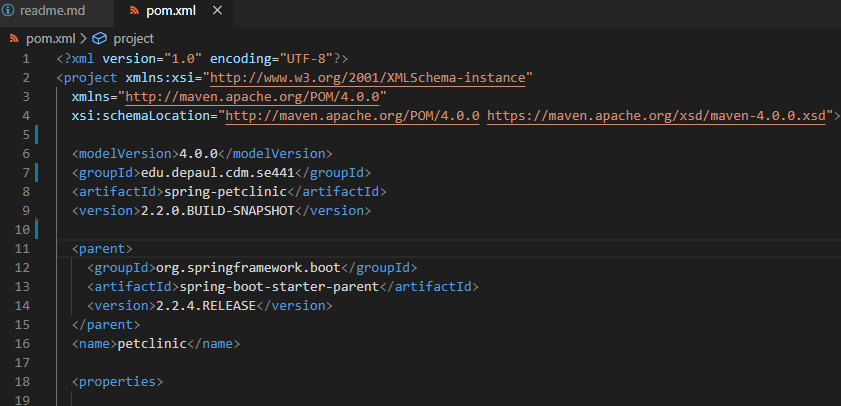 readme.md pom.xml
pom.xml > project
1 <?xml version="1.0" encoding="UTF-8"?>
2 <project xmlns:xsi="http://www.w3.org/2001/XMLSchema-instance"
3 xmlns="http://maven.apache.org/POM/4.0.0"
4 xsi:schemaLocation="http://maven.apache.org/POM/4.0.0 https://maven.apache.org/xsd/maven-4.0.0.xsd">
5
6 <modelVersion>4.0.0</modelVersion>
7 <groupId>edu.depaul.cdm.se441</groupId>
8 <artifactId>spring-petclinic</artifactId>
9 <version>2.2.0.BUILD-SNAPSHOT</version>
10
11 <parent>
12 <groupId>org.springframework.boot</groupId>
13 <artifactId>spring-boot-starter-parent</artifactId>
14 <version>2.2.4.RELEASE</version>
15 </parent>
16 <name>petclinic</name>
17
18 <properties>
19